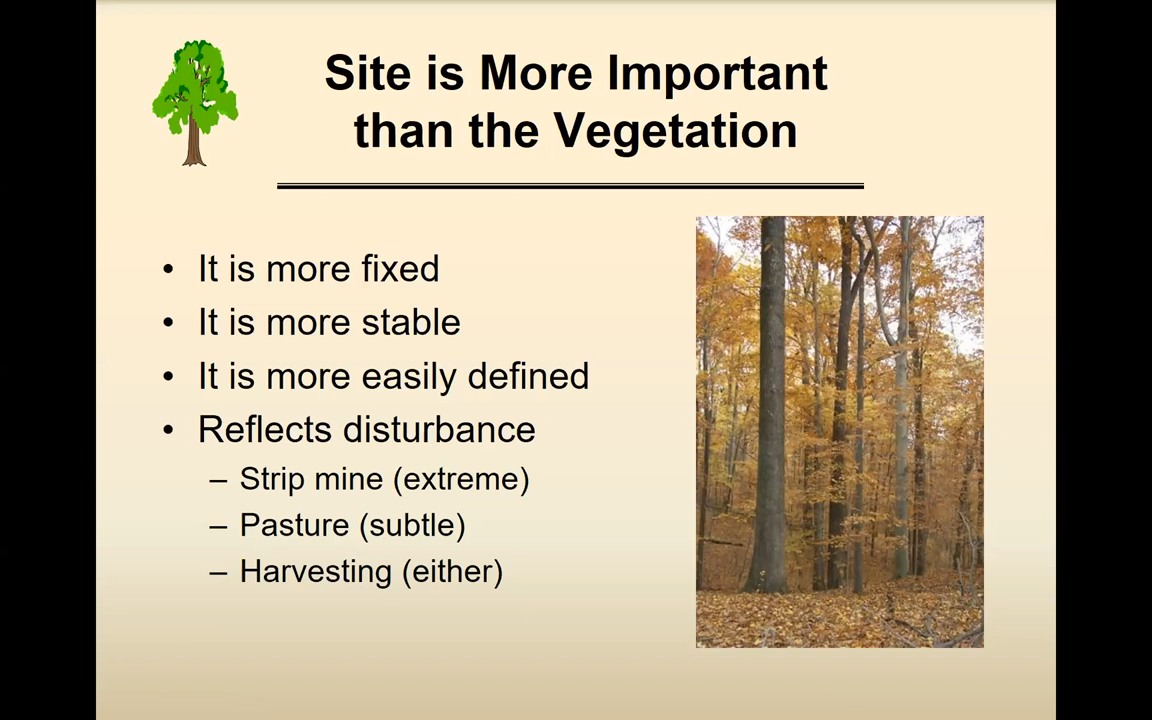 Site is More Important
than the Vegetation
• It is more fixed
• It is more stable
• It is more easily defined
• Reflects disturbance
– Strip mine (extreme)
– Pasture (subtle)
– Harvesting (either)